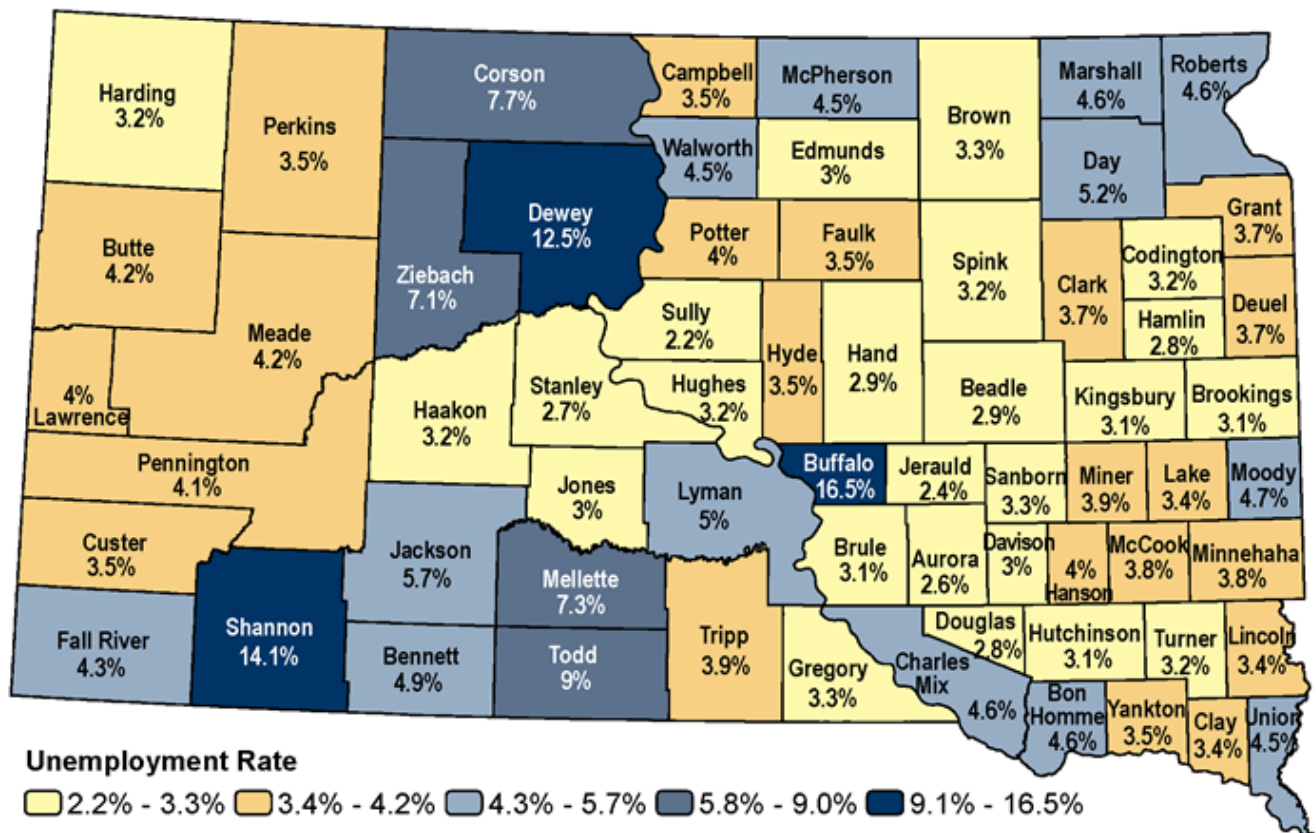 Harding
3.2%
Perkins
3.5%
Corson
7.7%
Campbell
3.5%
McPherson
4.5%
Brown
3.3%
Marshall
4.6%
Roberts
4.6%
Walworth
4.5%
Edmunds
3%
Day
5.2%
Butte
4.2%
Dewey
12.5%
Ziebach
7.1%
Potter
4%
Faulk
3.5%
Spink
3.2%
Clark
3.7%
Codington
3.2%
Grant
3.7%
Deuel
3.7%
Hamlin
2.8%
Meade
4.2%
4%
Lawrence
Sully
2.2%
Hyde
3.5%
Hand
2.9%
Hughes
3.2%
Stanley
2.7%
Haakon
3.2%
Beadle
2.9%
Kingsbury
3.1%
Brookings
3.1%
Pennington
4.1%
Jones
3%
Lyman
5%
Buffalo
16.5%
Jerauld
2.4%
Sanborn
3.3%
Miner
3.9%
Lake
3.4%
Moody
4.7%
Custer
3.5%
Jackson
5.7%
Mellette
7.3%
Brule
3.1%
Aurora
2.6%
Davison
3%
4%
Hanson
McCook
3.8%
Minnehaha
3.8%
Fall River
4.3%
Shannon
14.1%
Bennett
4.9%
Todd
9%
Tripp
3.9%
Gregory
3.3%
Charles
Mix
4.6%
Douglas
2.8%
Hutchinson
3.1%
Turner
3.2%
Lincoln
3.4%
Bon
Homme
4.6%
Yankton
3.5%
Clay
3.4%
Union
4.5%
Unemployment Rate
2.2% - 3.3% 3.4% - 4.2% 4.3% - 5.7% 5.8% - 9.0% 9.1% - 16.5%